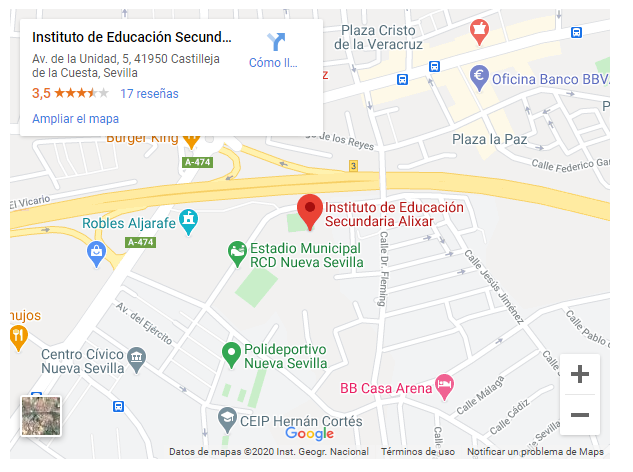 Instituto de Educación Secund...
Av. de la Unidad, 5, 41950 Castilleja
de la Cuesta, Sevilla
Cómo ll...
3,5
17 reseñas
Ampliar el mapa
Plaza Cristo
de la Veracruz
Oficina Banco BBV
Plaza la Paz
Calle Federico Ga
de los Reyes
Burger King
A-474
3
El Vicario
Robles Aljarafe
A-474
Instituto de Educación
Secundaria Alixar
Estadio Municipal
RCD Nueva Sevilla
Calle Dr. Fleming
Calle Jesús Jiménez
Calle Pablo
Av. del Ejército
Centro Cívico
Nueva Sevilla
Polideportivo
Nueva Sevilla
BB Casa Arena
Calle Málaga
Calle Cádiz
Calle Sevilla
CEIP Hernán Cortés
Google
Datos de mapas ©2020 Inst. Geogr. Nacional
Términos de uso
Notificar un problema de Maps